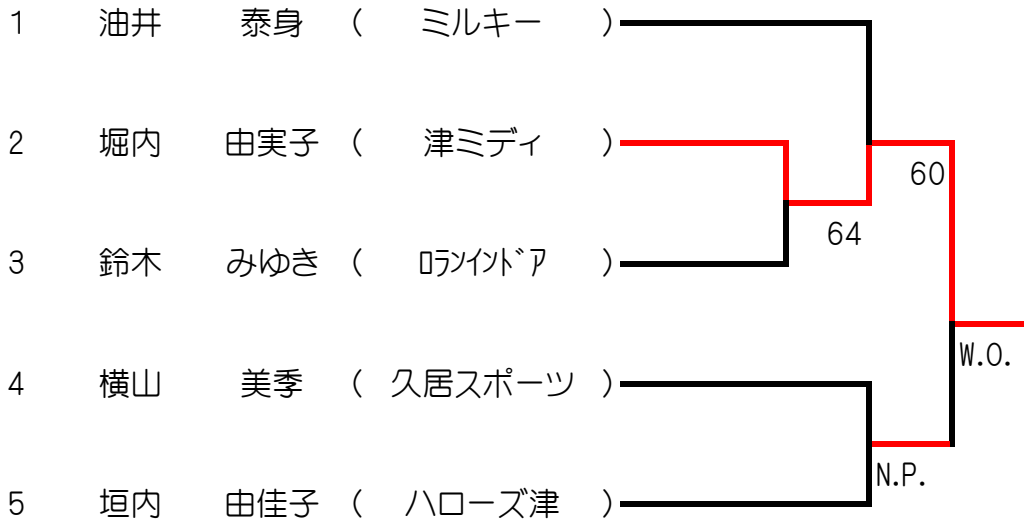 1 油井 泰身 ( ミルキー )
2 堀内 由実子 ( 津ミディ )
60
64
3 鈴木 みゆき ( ﾛﾗﾝｲﾝﾄﾞｱ )
W.O.
4 横山 美季 ( 久居スポーツ )
N.P.
5 垣内 由佳子 ( ハローズ津 )